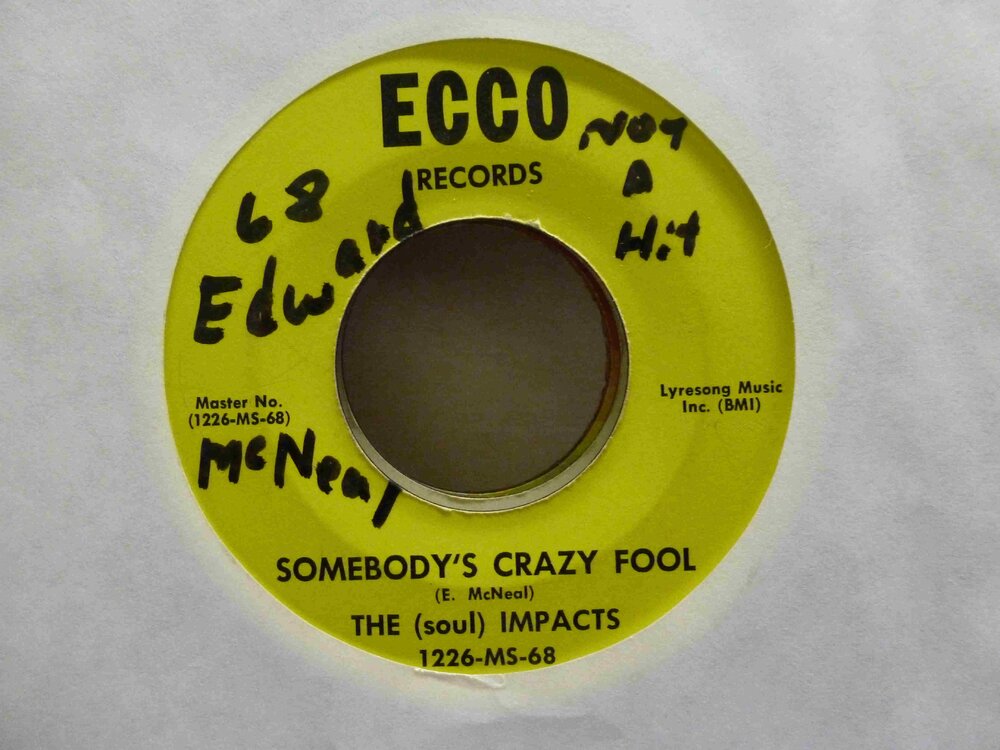 ECCO
RECORDS
NOT
A
Hit
68
Edward
McNeal
Master No.
(1226-MS-68)
Lyresong Music
Inc. (BMI)
SOMEBODY'S CRAZY FOOL
(E. McNeal)
THE (soul) IMPACTS
1226-MS-68